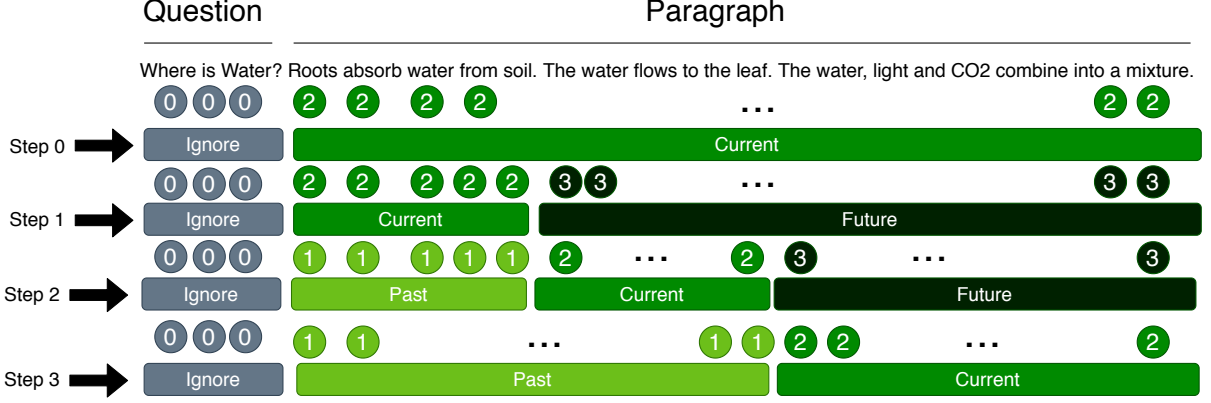 Question Paragraph
Where is Water? Roots absorb water from soil. The water flows to the leaf. The water, light and CO2 combine into a mixture.
0 0 0 2 2 2 2 ... 2 2
Step 0 Ignore Current
0 0 0 2 2 2 2 2 3 3 ... 3 3
Step 1 Ignore Current Future
0 0 0 1 1 1 1 1 2 ... 2 3 ... 3
Step 2 Ignore Past Current Future
0 0 0 1 1 ... 1 1 2 2 ... 2
Step 3 Ignore Past Current